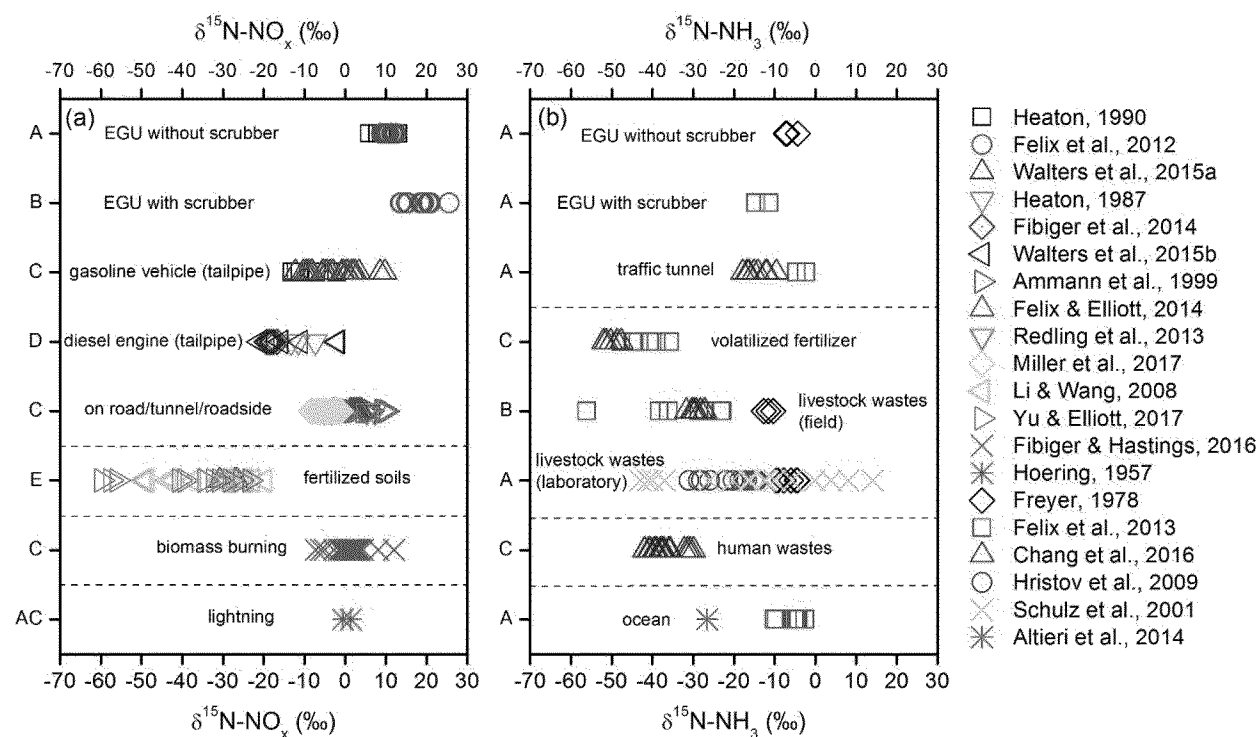 δ¹⁵N-NOₓ (‰)
-70 -60 -50 -40 -30 -20 -10 0 10 20 30
(a)
A EGU without scrubber
B EGU with scrubber
C gasoline vehicle (tailpipe)
D diesel engine (tailpipe)
C on road/tunnel/roadside
E fertilized soils
C biomass burning
AC lightning
-70 -60 -50 -40 -30 -20 -10 0 10 20 30
δ¹⁵N-NOₓ (‰)
δ¹⁵N-NH₃ (‰)
-70 -60 -50 -40 -30 -20 -10 0 10 20 30
(b)
A EGU without scrubber
A EGU with scrubber
A traffic tunnel
C volatilized fertilizer
B livestock wastes
(field)
livestock wastes
A (laboratory)
C human wastes
A ocean
-70 -60 -50 -40 -30 -20 -10 0 10 20 30
δ¹⁵N-NH₃ (‰)
Heaton, 1990
Felix et al., 2012
Walters et al., 2015a
Heaton, 1987
Fibiger et al., 2014
Walters et al., 2015b
Ammann et al., 1999
Felix & Elliott, 2014
Redling et al., 2013
Miller et al., 2017
Li & Wang, 2008
Yu & Elliott, 2017
Fibiger & Hastings, 2016
Hoering, 1957
Freyer, 1978
Felix et al., 2013
Chang et al., 2016
Hristov et al., 2009
Schulz et al., 2001
Altieri et al., 2014